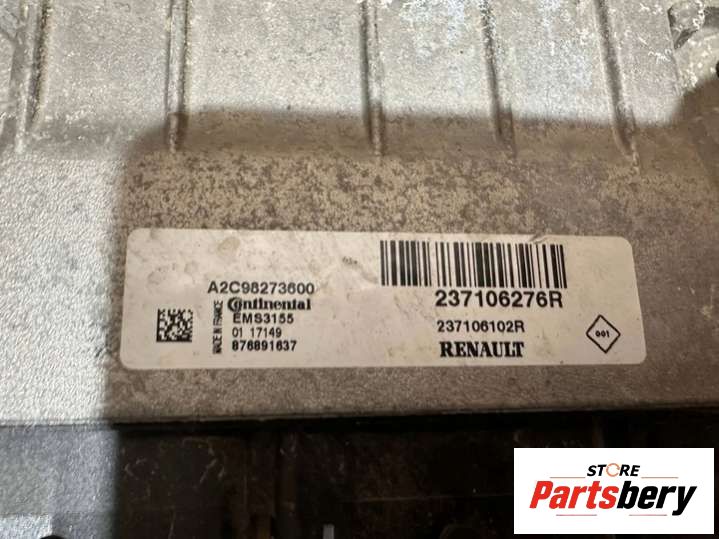 A2C98273600
Continental
EMS3155
01 17149
876891637
MADE IN FRANCE
237106276R
237106102R
RENAULT
001
STORE
Partsbery